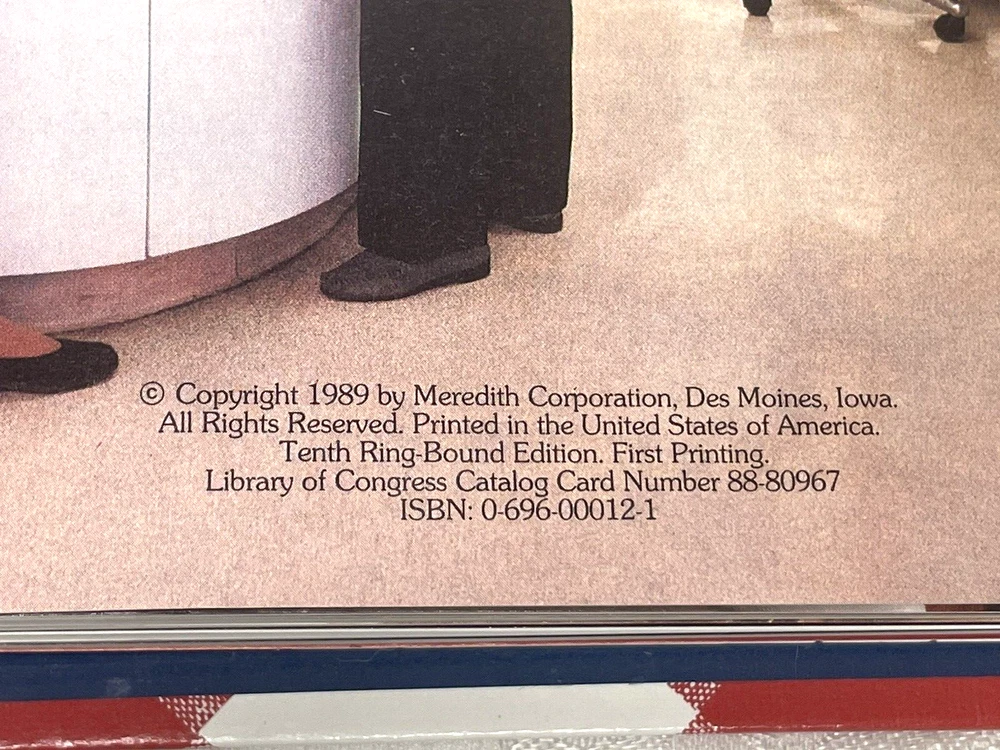 © Copyright 1989 by Meredith Corporation, Des Moines, Iowa.
All Rights Reserved. Printed in the United States of America.
Tenth Ring-Bound Edition. First Printing.
Library of Congress Catalog Card Number 88-80967
ISBN: 0-696-00012-1